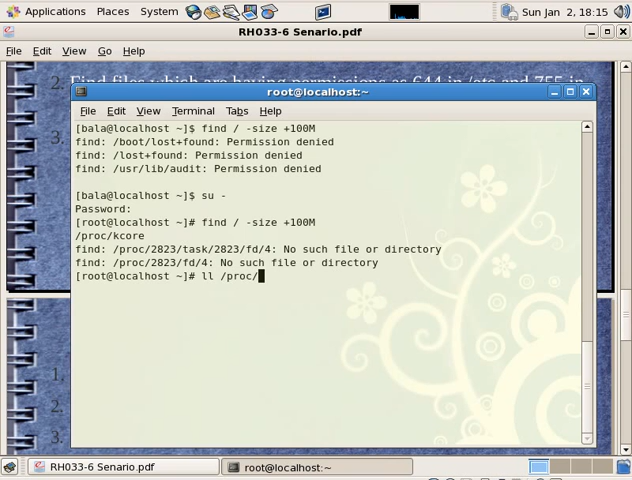 Applications Places System Sun Jan 2, 18:15
RH033-6 Senario.pdf
File Edit View Go Help
2. Find files which are having permissions as 644 in /etc and 755 in
root@localhost:~
File Edit View Terminal Tabs Help
3.
[bala@localhost ~]$ find / -size +100M
find: /boot/lost+found: Permission denied
find: /lost+found: Permission denied
find: /usr/lib/audit: Permission denied
[bala@localhost ~]$ su -
Password:
[root@localhost ~]# find / -size +100M
/proc/kcore
find: /proc/2823/task/2823/fd/4: No such file or directory
find: /proc/2823/fd/4: No such file or directory
[root@localhost ~]# ll /proc/
1.
2.
3.
RH033-6 Senario.pdf root@localhost:~